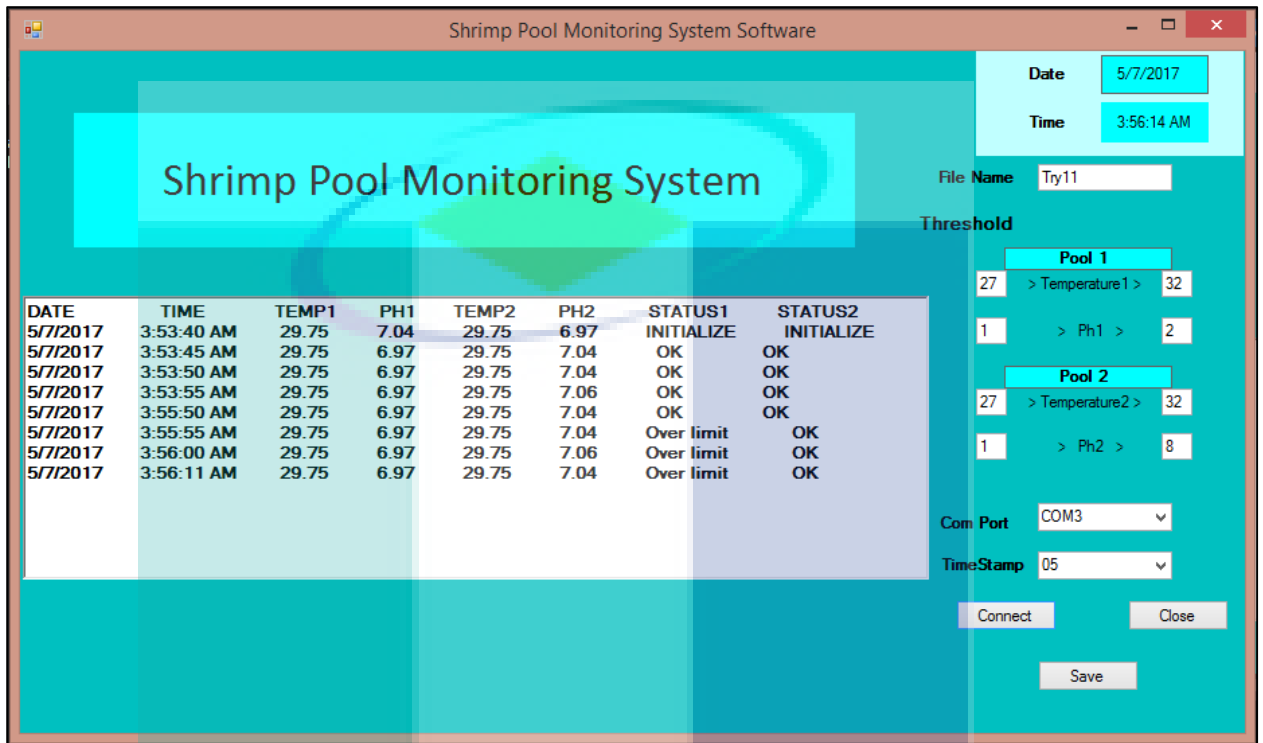 Shrimp Pool Monitoring System Software
Date 5/7/2017
Time 3:56:14 AM
Shrimp Pool Monitoring System
File Name Try11
Threshold
Pool 1
27 > Temperature1 > 32
1 > Ph1 > 2
Pool 2
27 > Temperature2 > 32
1 > Ph2 > 8
DATE TIME TEMP1 PH1 TEMP2 PH2 STATUS1 STATUS2
5/7/2017 3:53:40 AM 29.75 7.04 29.75 6.97 INITIALIZE INITIALIZE
5/7/2017 3:53:45 AM 29.75 6.97 29.75 7.04 OK OK
5/7/2017 3:53:50 AM 29.75 6.97 29.75 7.04 OK OK
5/7/2017 3:53:55 AM 29.75 6.97 29.75 7.06 OK OK
5/7/2017 3:55:50 AM 29.75 6.97 29.75 7.04 OK OK
5/7/2017 3:55:55 AM 29.75 6.97 29.75 7.04 Over limit OK
5/7/2017 3:56:00 AM 29.75 6.97 29.75 7.06 Over limit OK
5/7/2017 3:56:11 AM 29.75 6.97 29.75 7.04 Over limit OK
Com Port COM3
TimeStamp 05
Connect Close
Save